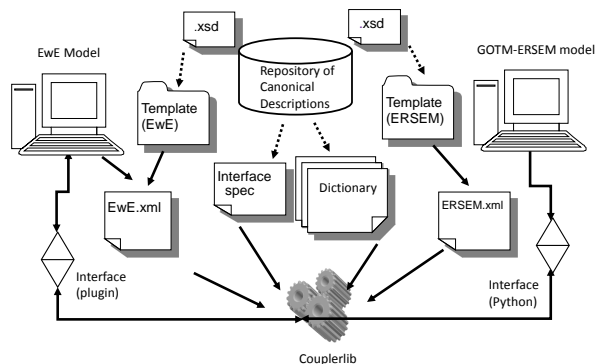 .xsd
.xsd
EwE Model
GOTM-ERSEM model
Repository of
Canonical
Descriptions
Template
(EwE)
Template
(ERSEM)
Interface
spec
Dictionary
EwE.xml
ERSEM.xml
Interface
(plugin)
Interface
(Python)
Couplerlib